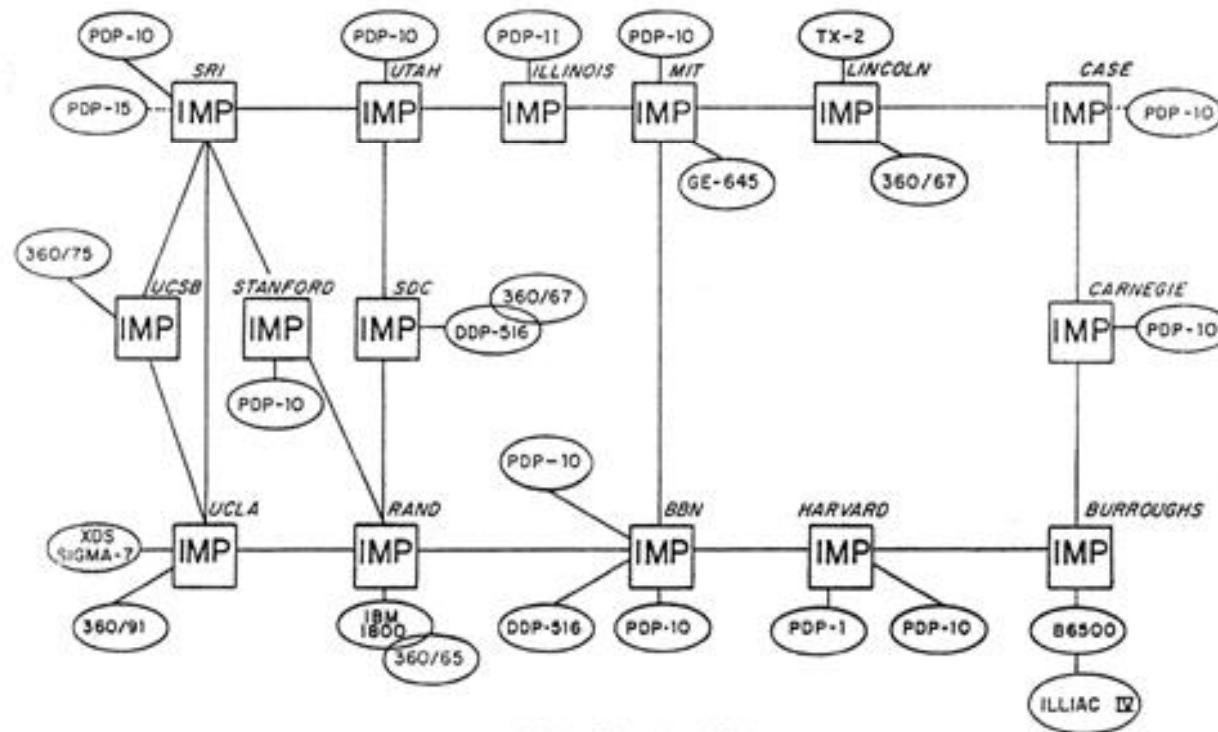 PDP-10
PDP-10
PDP-11
PDP-10
TX-2
SRI
UTAH
ILLINOIS
MIT
LINCOLN
CASE
PDP-15
IMP
IMP
IMP
IMP
IMP
IMP
PDP-10
GE-645
360/67
360/75
UCSB
STANFORD
SDC
360/67
CARNEGIE
IMP
IMP
IMP
DDP-516
IMP
PDP-10
PDP-10
PDP-10
UCLA
RAND
BBN
HARVARD
BURROUGHS
XDS
SIGMA-7
IMP
IMP
IMP
IMP
IMP
360/91
IBM
1800
360/65
DDP-516
PDP-10
PDP-1
PDP-10
B6500
ILLIAC IV